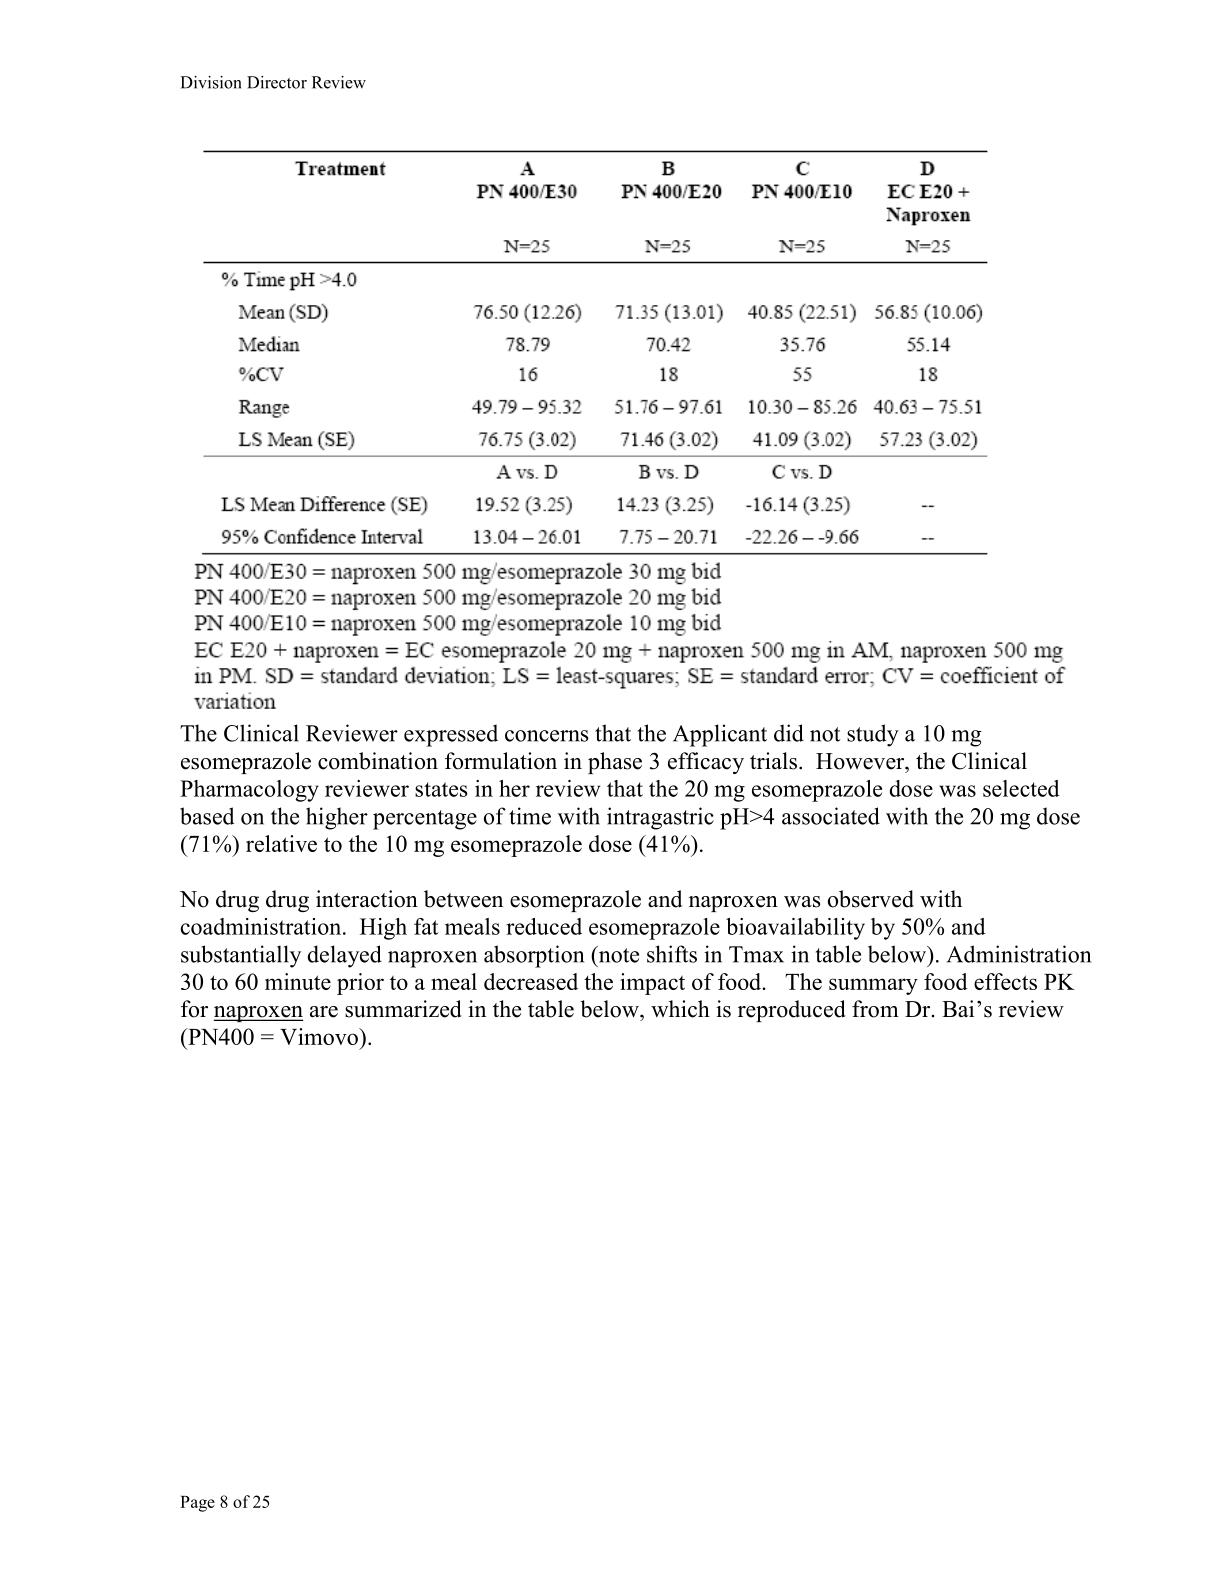 Division Director Review
Treatment A B C D
PN 400/E30 PN 400/E20 PN 400/E10 EC E20 +
Naproxen
N=25 N=25 N=25 N=25
% Time pH >4.0
Mean (SD) 76.50 (12.26) 71.35 (13.01) 40.85 (22.51) 56.85 (10.06)
Median 78.79 70.42 35.76 55.14
%CV 16 18 55 18
Range 49.79 – 95.32 51.76 – 97.61 10.30 – 85.26 40.63 – 75.51
LS Mean (SE) 76.75 (3.02) 71.46 (3.02) 41.09 (3.02) 57.23 (3.02)
A vs. D B vs. D C vs. D
LS Mean Difference (SE) 19.52 (3.25) 14.23 (3.25) -16.14 (3.25) --
95% Confidence Interval 13.04 – 26.01 7.75 – 20.71 -22.26 – -9.66 --
PN 400/E30 = naproxen 500 mg/esomeprazole 30 mg bid
PN 400/E20 = naproxen 500 mg/esomeprazole 20 mg bid
PN 400/E10 = naproxen 500 mg/esomeprazole 10 mg bid
EC E20 + naproxen = EC esomeprazole 20 mg + naproxen 500 mg in AM, naproxen 500 mg
in PM. SD = standard deviation; LS = least-squares; SE = standard error; CV = coefficient of
variation
The Clinical Reviewer expressed concerns that the Applicant did not study a 10 mg
esomeprazole combination formulation in phase 3 efficacy trials.  However, the Clinical
Pharmacology reviewer states in her review that the 20 mg esomeprazole dose was selected
based on the higher percentage of time with intragastric pH>4 associated with the 20 mg dose
(71%) relative to the 10 mg esomeprazole dose (41%).
No drug drug interaction between esomeprazole and naproxen was observed with
coadministration.  High fat meals reduced esomeprazole bioavailability by 50% and
substantially delayed naproxen absorption (note shifts in Tmax in table below). Administration
30 to 60 minute prior to a meal decreased the impact of food.   The summary food effects PK
for naproxen are summarized in the table below, which is reproduced from Dr. Bai’s review
(PN400 = Vimovo).
Page 8 of 25